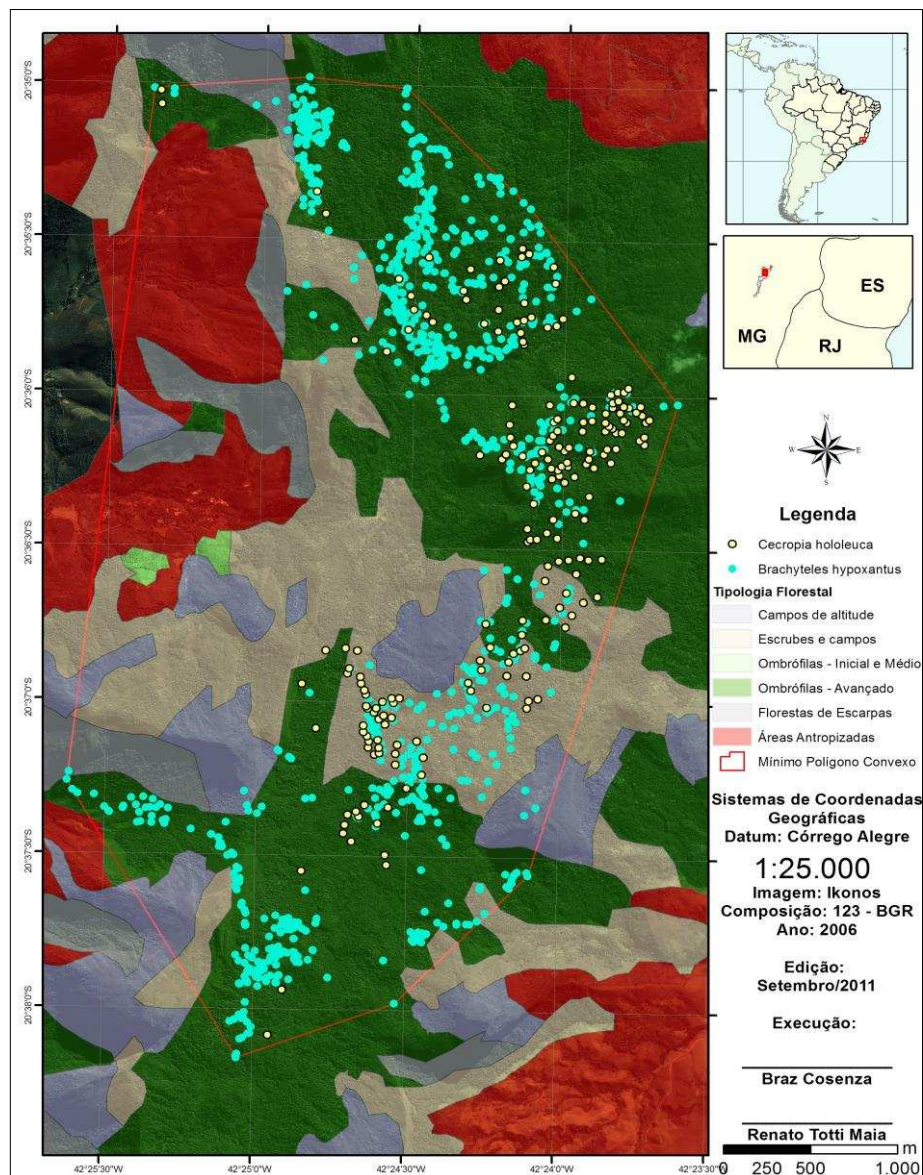 20°35'0"S
20°35'30"S
20°36'0"S
20°36'30"S
20°37'0"S
20°37'30"S
20°38'0"S
42°25'30"W
42°25'0"W
42°24'30"W
42°24'0"W
42°23'30"W
MG
ES
RJ
N
W
E
S
Legenda
Cecropia hololeuca
Brachyteles hypoxantus
Tipologia Florestal
Campos de altitude
Escrubes e campos
Ombrófilas - Inicial e Médio
Ombrófilas - Avançado
Florestas de Escarpas
Áreas Antropizadas
Mínimo Polígono Convexo
Sistemas de Coordenadas
Geográficas
Datum: Córrego Alegre
1:25.000
Imagem: Ikonos
Composição: 123 - BGR
Ano: 2006
Edição:
Setembro/2011
Execução:
Braz Cosenza
Renato Totti Maia
m
0 250 500 1.000